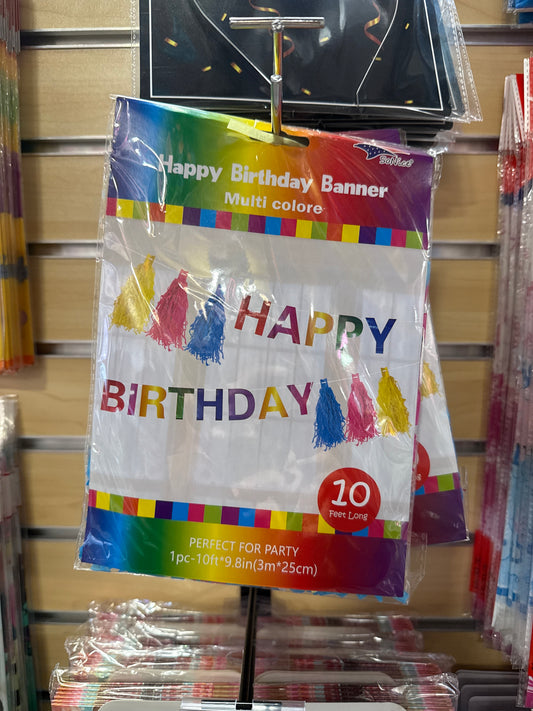 SoNice!
Happy Birthday Banner
Multi colore
HAPPY
BIRTHDAY
10
Feet Long
PERFECT FOR PARTY
1pc-10ft*9.8in(3m*25cm)